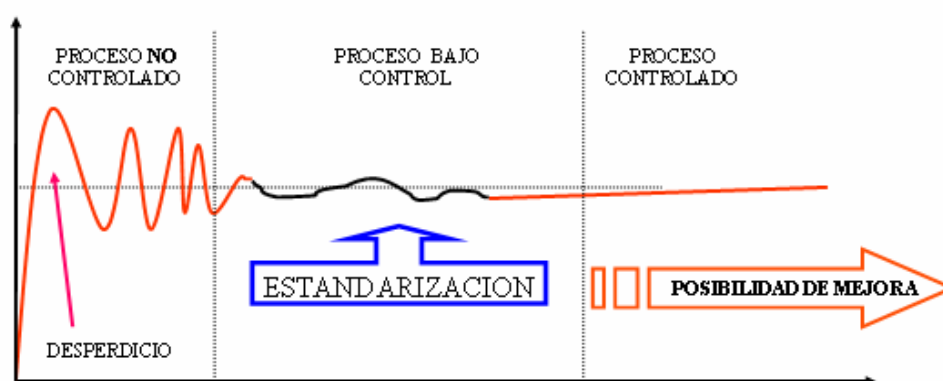 PROCESO NO
CONTROLADO
PROCESO BAJO
CONTROL
PROCESO
CONTROLADO
ESTANDARIZACION
POSIBILIDAD DE MEJORA
DESPERDICIO